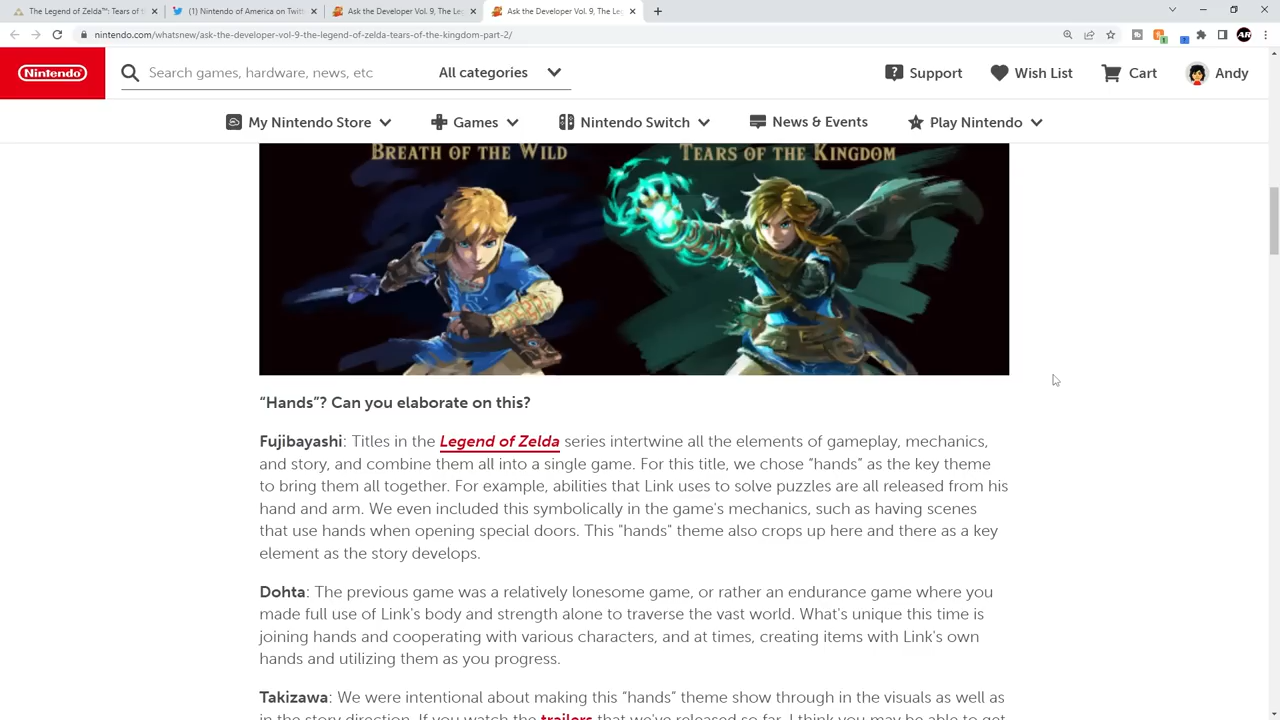 The Legend of Zelda™: Tears of t
(1) Nintendo of America on Twitt
Ask the Developer Vol. 9, The Leg
Ask the Developer Vol. 9, The Leg
nintendo.com/whatsnew/ask-the-developer-vol-9-the-legend-of-zelda-tears-of-the-kingdom-part-2/
Nintendo
Search games, hardware, news, etc
All categories
Support
Wish List
Cart
Andy
My Nintendo Store
Games
Nintendo Switch
News & Events
Play Nintendo
BREATH OF THE WILD
TEARS OF THE KINGDOM
“Hands”? Can you elaborate on this?
Fujibayashi: Titles in the Legend of Zelda series intertwine all the elements of gameplay, mechanics,
and story, and combine them all into a single game. For this title, we chose “hands” as the key theme
to bring them all together. For example, abilities that Link uses to solve puzzles are all released from his
hand and arm. We even included this symbolically in the game's mechanics, such as having scenes
that use hands when opening special doors. This "hands" theme also crops up here and there as a key
element as the story develops.
Dohta: The previous game was a relatively lonesome game, or rather an endurance game where you
made full use of Link's body and strength alone to traverse the vast world. What's unique this time is
joining hands and cooperating with various characters, and at times, creating items with Link's own
hands and utilizing them as you progress.
Takizawa: We were intentional about making this “hands” theme show through in the visuals as well as
in the story direction. If you watch the trailers that we've released so far, I think you may be able to get